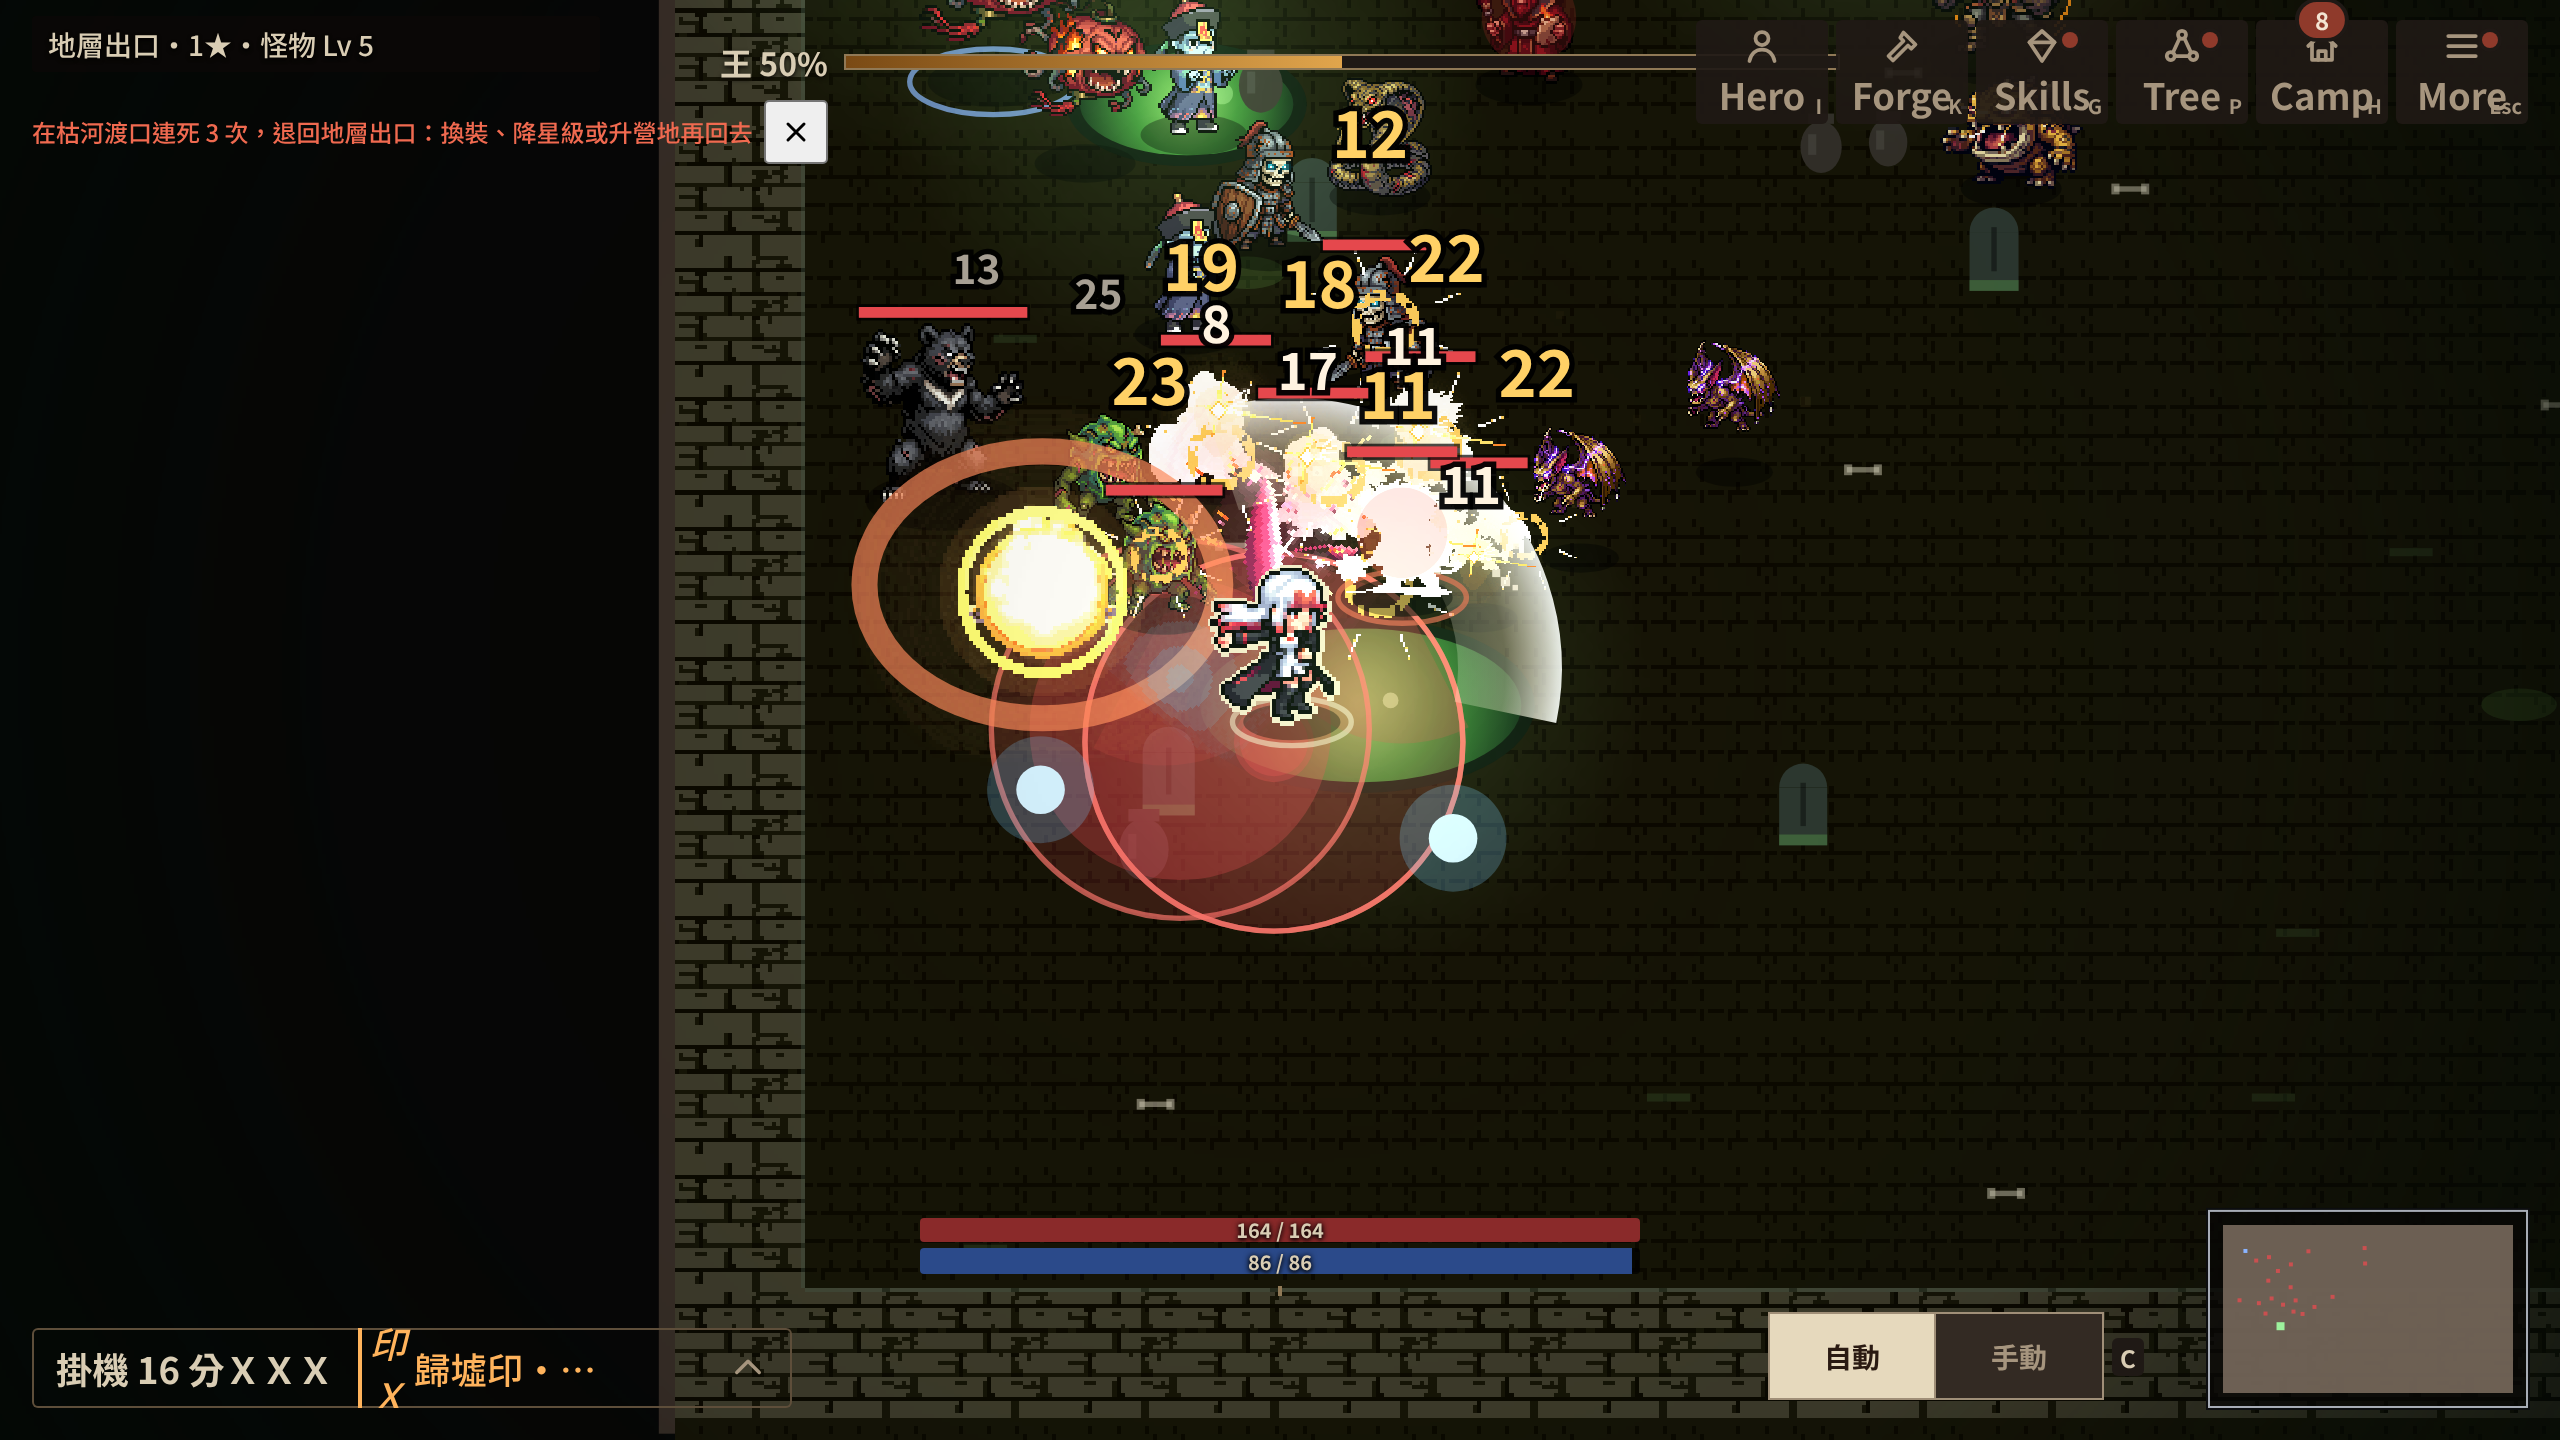 地層出口・1★・怪物 Lv 5
王 50%
8
Hero I
Forge K
Skills G
Tree P
Camp H
More Esc
在枯河渡口連死 3 次，退回地層出口：換裝、降星級或升營地再回去
×
12
13
25
19
18
22
8
11
17
23
11
22
11
164 / 164
86 / 86
掛機 16 分 X X X
印
X
歸墟印・⋯
自動
手動
C